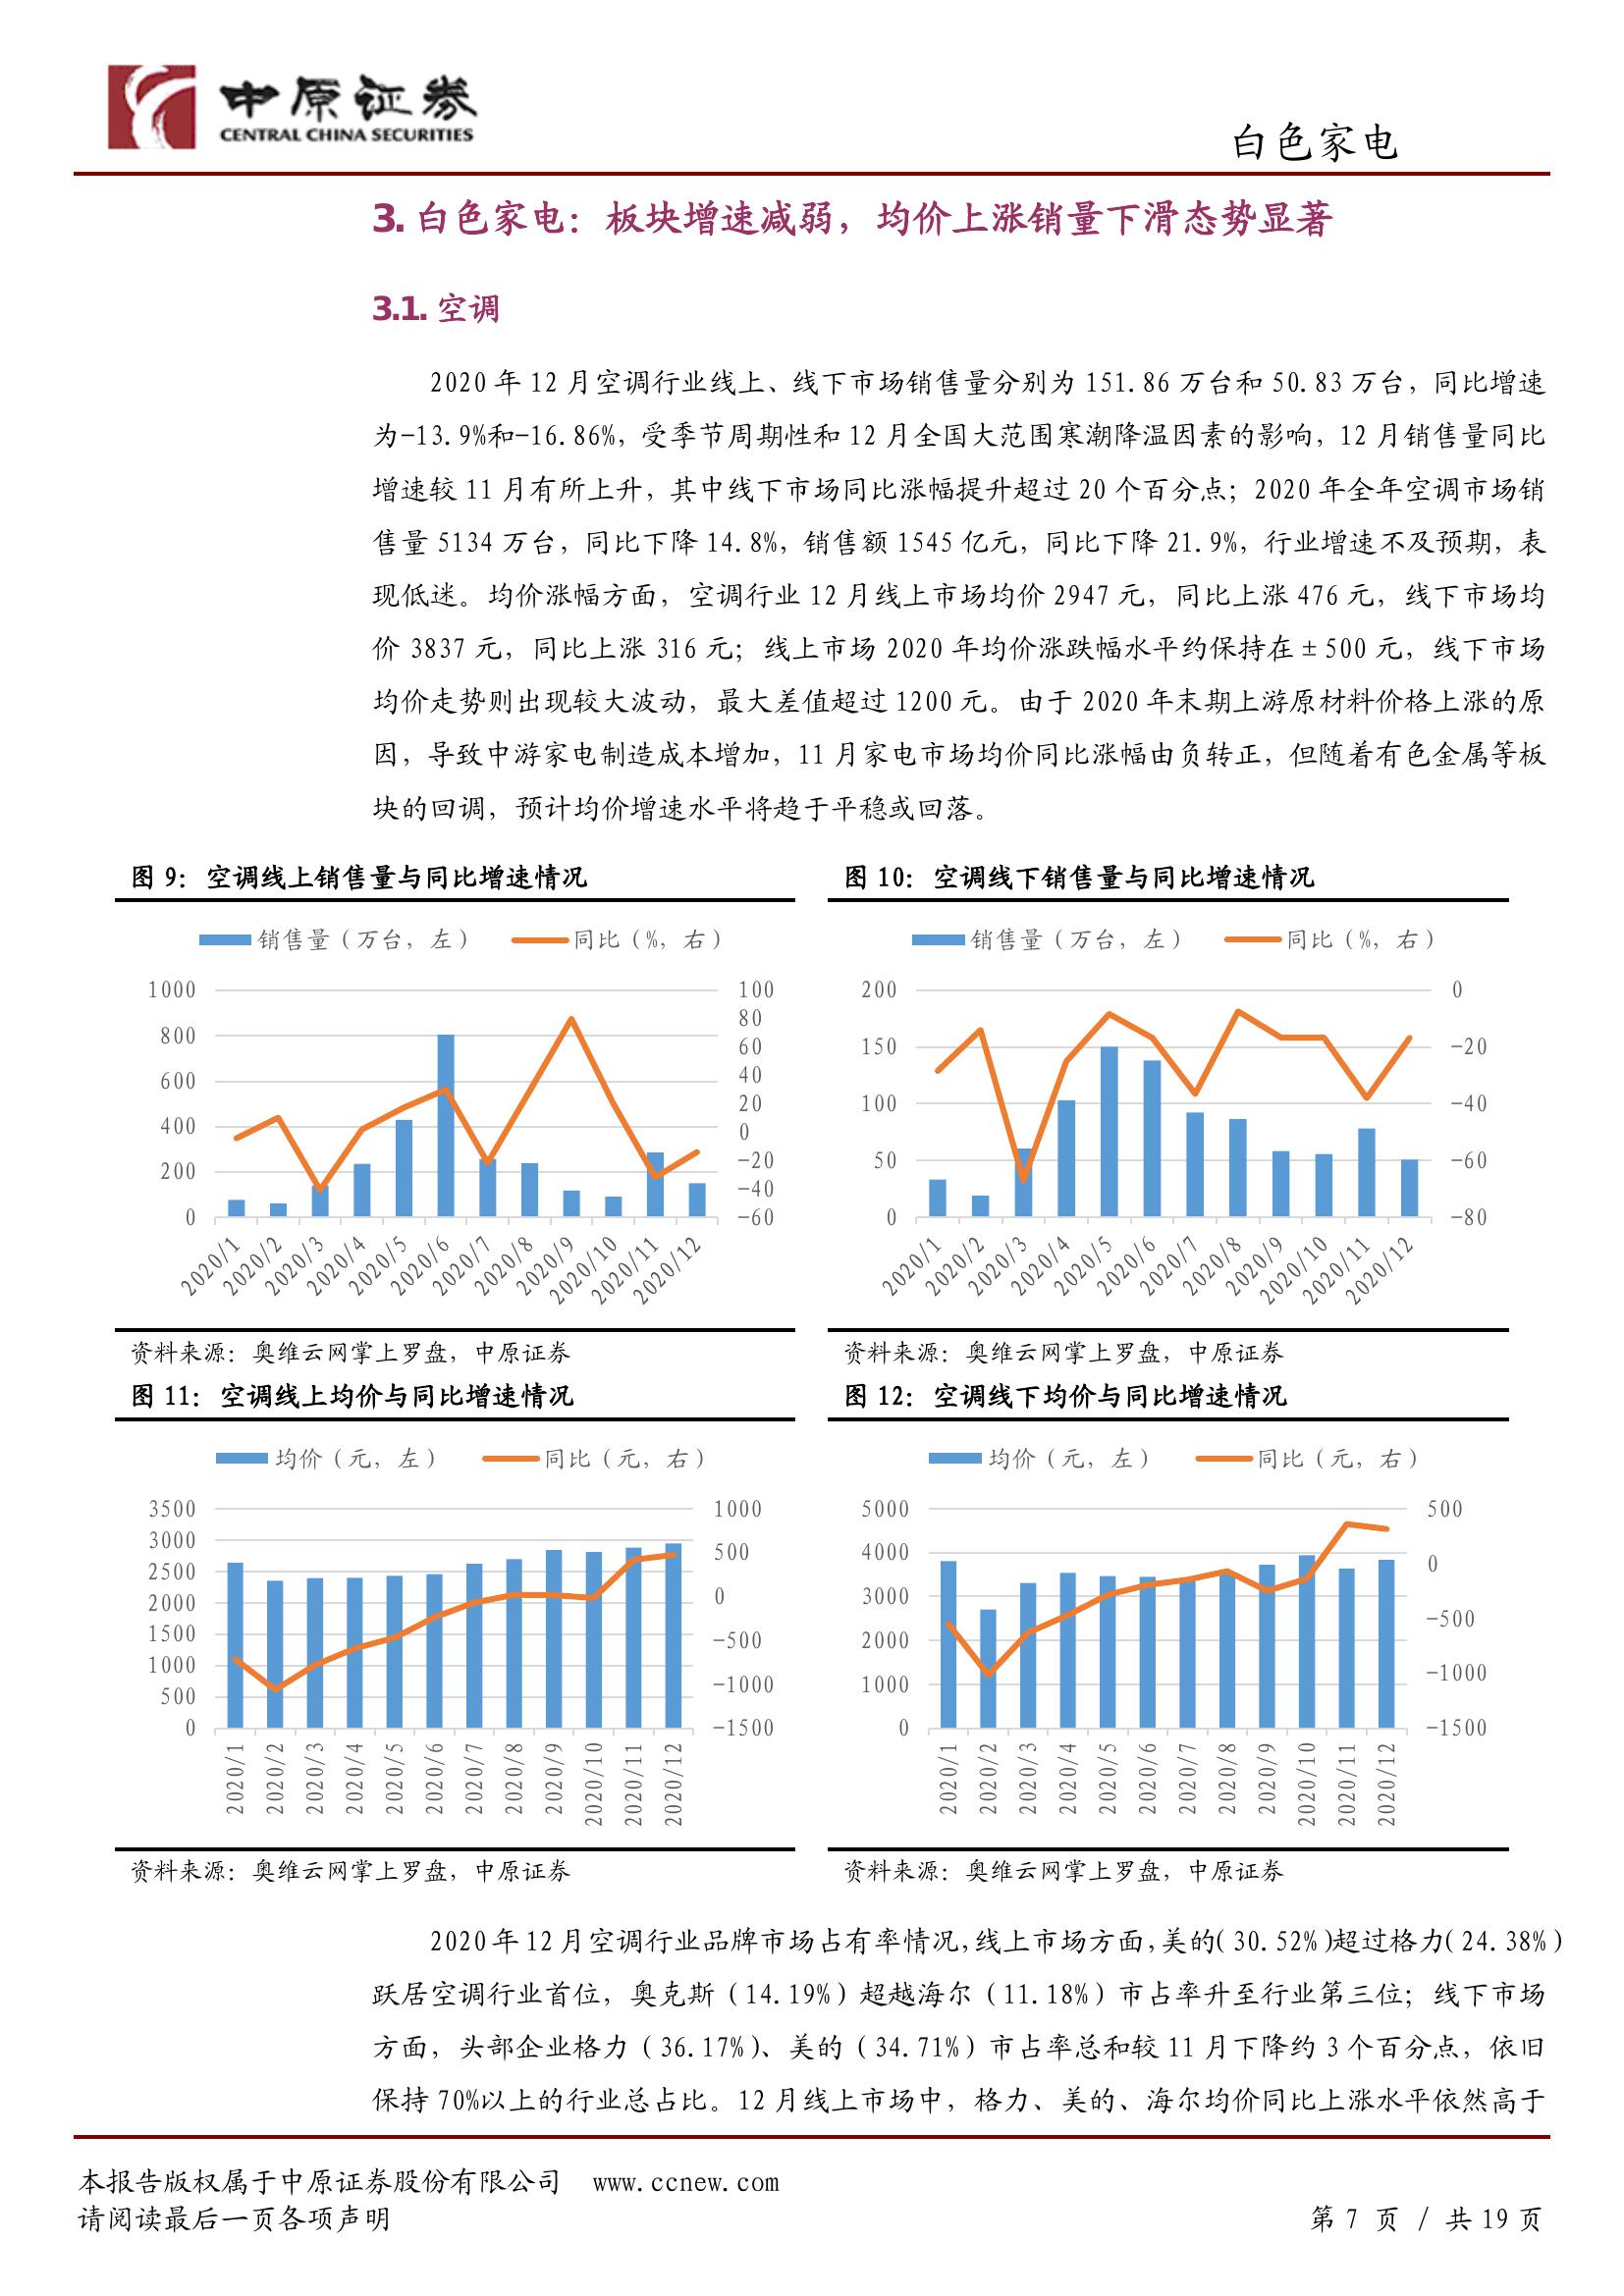 中原证券
CENTRAL CHINA SECURITIES
白色家电
3. 白色家电：板块增速减弱，均价上涨销量下滑态势显著
3.1. 空调
2020 年 12 月空调行业线上、线下市场销售量分别为 151.86 万台和 50.83 万台，同比增速
为-13.9%和-16.86%，受季节周期性和 12 月全国大范围寒潮降温因素的影响，12 月销售量同比
增速较 11 月有所上升，其中线下市场同比涨幅提升超过 20 个百分点；2020 年全年空调市场销
售量 5134 万台，同比下降 14.8%，销售额 1545 亿元，同比下降 21.9%，行业增速不及预期，表
现低迷。均价涨幅方面，空调行业 12 月线上市场均价 2947 元，同比上涨 476 元，线下市场均
价 3837 元，同比上涨 316 元；线上市场 2020 年均价涨跌幅水平约保持在±500 元，线下市场
均价走势则出现较大波动，最大差值超过 1200 元。由于 2020 年末期上游原材料价格上涨的原
因，导致中游家电制造成本增加，11 月家电市场均价同比涨幅由负转正，但随着有色金属等板
块的回调，预计均价增速水平将趋于平稳或回落。
图 9：空调线上销售量与同比增速情况
销售量（万台，左） 同比（%，右）
1000
800
600
400
200
0
100
80
60
40
20
0
-20
-40
-60
2020/1 2020/2 2020/3 2020/4 2020/5 2020/6 2020/7 2020/8 2020/9 2020/10 2020/11 2020/12
资料来源：奥维云网掌上罗盘，中原证券
图 10：空调线下销售量与同比增速情况
销售量（万台，左） 同比（%，右）
200
150
100
50
0
0
-20
-40
-60
-80
2020/1 2020/2 2020/3 2020/4 2020/5 2020/6 2020/7 2020/8 2020/9 2020/10 2020/11 2020/12
资料来源：奥维云网掌上罗盘，中原证券
图 11：空调线上均价与同比增速情况
均价（元，左） 同比（元，右）
3500
3000
2500
2000
1500
1000
500
0
1000
500
0
-500
-1000
-1500
2020/1 2020/2 2020/3 2020/4 2020/5 2020/6 2020/7 2020/8 2020/9 2020/10 2020/11 2020/12
资料来源：奥维云网掌上罗盘，中原证券
图 12：空调线下均价与同比增速情况
均价（元，左） 同比（元，右）
5000
4000
3000
2000
1000
0
500
0
-500
-1000
-1500
2020/1 2020/2 2020/3 2020/4 2020/5 2020/6 2020/7 2020/8 2020/9 2020/10 2020/11 2020/12
资料来源：奥维云网掌上罗盘，中原证券
2020 年 12 月空调行业品牌市场占有率情况，线上市场方面，美的（30.52%）超过格力（24.38%）
跃居空调行业首位，奥克斯（14.19%）超越海尔（11.18%）市占率升至行业第三位；线下市场
方面，头部企业格力（36.17%）、美的（34.71%）市占率总和较 11 月下降约 3 个百分点，依旧
保持 70%以上的行业总占比。12 月线上市场中，格力、美的、海尔均价同比上涨水平依然高于
本报告版权属于中原证券股份有限公司 www.ccnew.com
请阅读最后一页各项声明
第 7 页 / 共 19 页